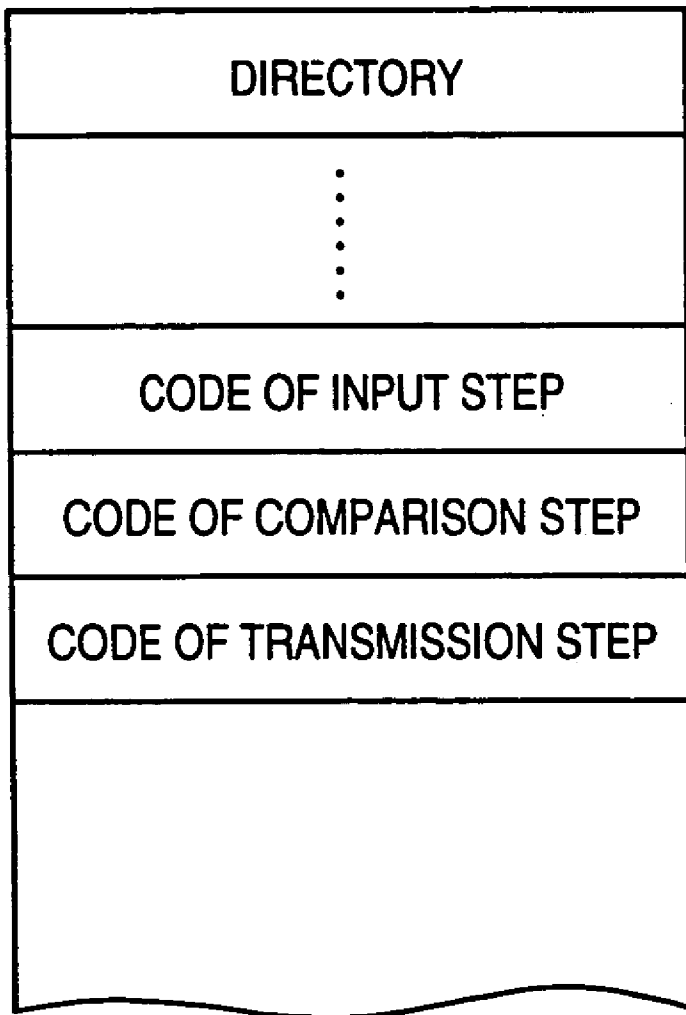 DIRECTORY
CODE OF INPUT STEP
CODE OF COMPARISON STEP
CODE OF TRANSMISSION STEP